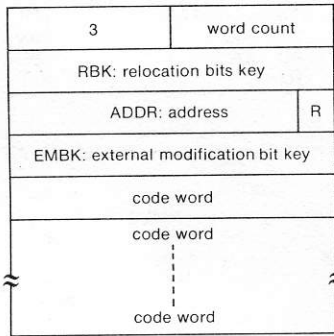 3 word count
RBK: relocation bits key
ADDR: address R
EMBK: external modification bit key
code word
code word
code word